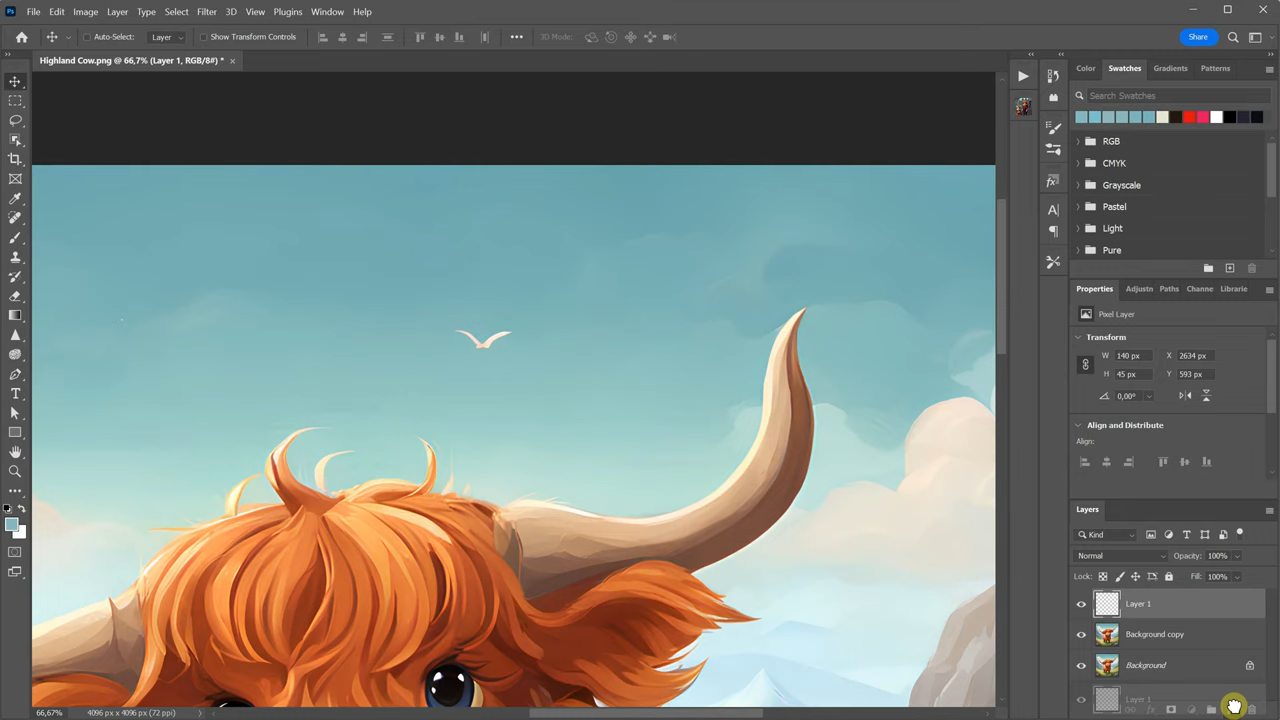 Ps File Edit Image Layer Type Select Filter 3D View Plugins Window Help
Auto-Select: Layer Show Transform Controls 3D Mode: Share
Highland Cow.png @ 66,7% (Layer 1, RGB/8#) * ×
Color Swatches Gradients Patterns
Search Swatches
RGB
CMYK
Grayscale
Pastel
Light
Pure
Properties Adjustn Paths Channe Librarie
Pixel Layer
Transform
W 140 px X 2634 px
H 45 px Y 593 px
0,00°
Align and Distribute
Align:
Layers
Kind
Normal Opacity: 100%
Lock: Fill: 100%
Layer 1
Background copy
Background
Layer 1
66,67% 4096 px x 4096 px (72 ppi)